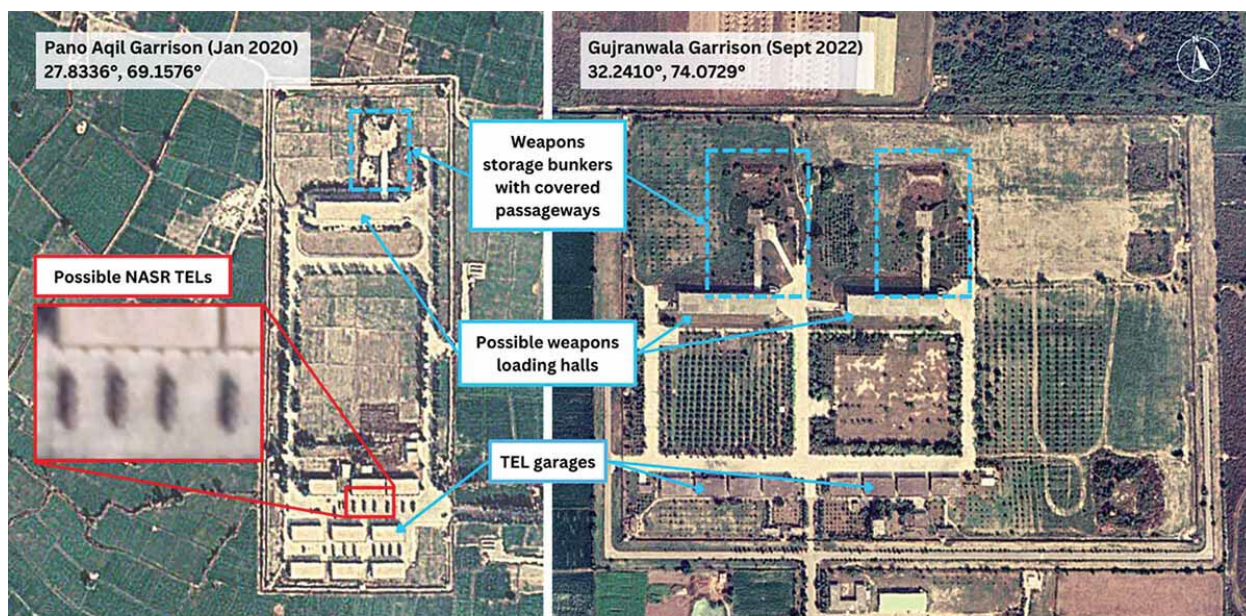 Pano Aqil Garrison (Jan 2020)
27.8336°, 69.1576°
Gujranwala Garrison (Sept 2022)
32.2410°, 74.0729°
N
Weapons
storage bunkers
with covered
passageways
Possible NASR TELs
Possible weapons
loading halls
TEL garages